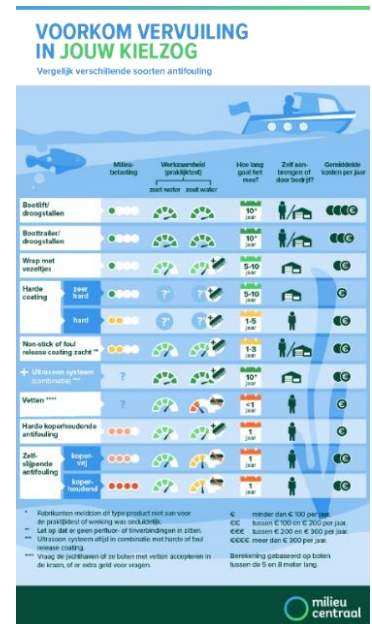 VOORKOM VERVUILING
IN JOUW KIELZOG
Vergelijk verschillende soorten antifouling
Milieu-
belasting
Werkzaamheid
(praktijktest)
zout water zoet water
Hoe lang
gaat het
mee?
Zelf aan-
brengen of
door bedrijf?
Gemiddelde
kosten per jaar
Bootlift/
droogstallen
10*
jaar
€€€€
Boottrailer/
droogstallen
10*
jaar
€€€
Wrap met
vezeltjes
5-10
jaar
€€
Harde
coating
zeer
hard
?* ?*
5-10
jaar
€
hard
?* ?*
1-5
jaar
€€
Non-stick of foul
release coating zacht **
1-3
jaar
€€
+ Ultrasoon systeem
(combinatie) ***
?
10*
jaar
€€
Vetten ****
?
<1
jaar
€
Harde koperhoudende
antifouling
1
jaar
€
Zelf-
slijpende
antifouling
koper-
vrij
1
jaar
€€
koper-
houdend
1
jaar
€€
* Fabrikanten meldden dit type product niet aan voor
de praktijktest of werking was onduidelijk.
** Let op dat er geen perfluor- of tinverbindingen in zitten.
*** Ultrasoon systeem altijd in combinatie met harde of foul
release coating.
**** Vraag de jachthaven of ze boten met vetten accepteren in
de kraan, of er extra geld voor vragen.
€ minder dan € 100 per jaar.
€€ tussen € 100 en € 200 per jaar.
€€€ tussen € 200 en € 300 per jaar.
€€€€ meer dan € 300 per jaar.
Berekening gebaseerd op boten
tussen de 5 en 8 meter lang.
milieu
centraal